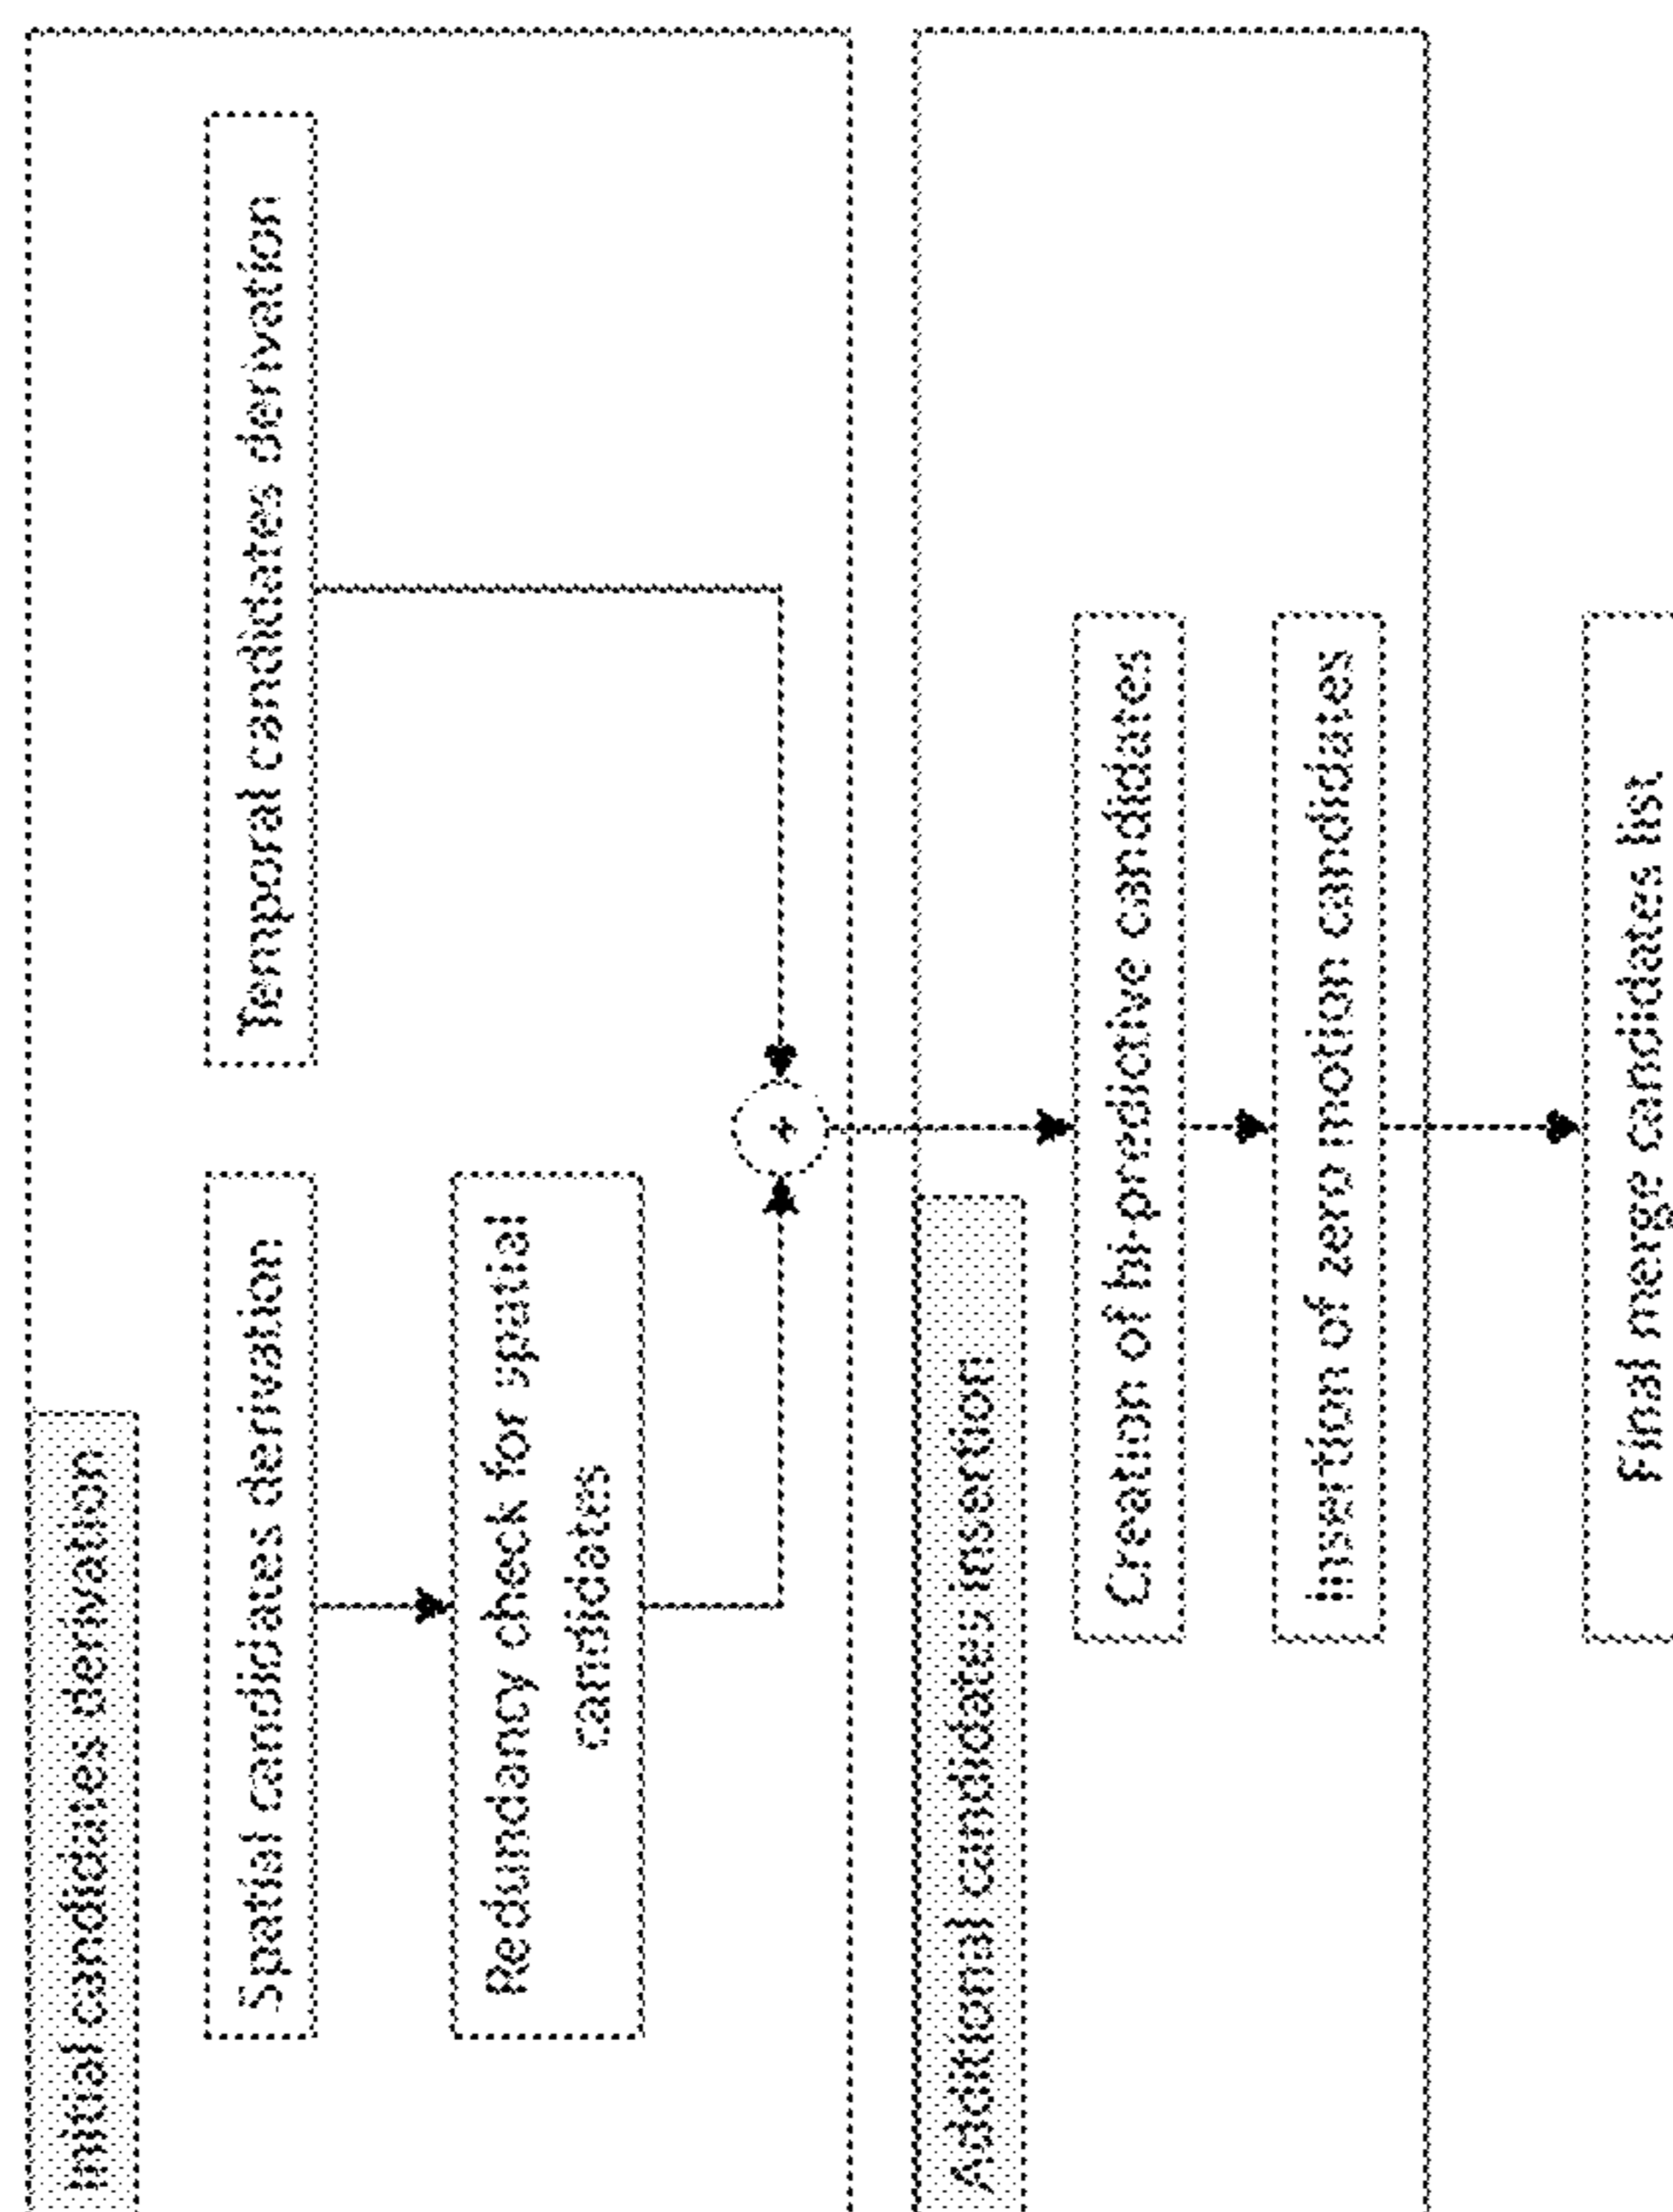 Initial candidates derivation
Spatial candidates derivation
Temporal candidates derivation
Redundancy check for spatial
candidates
+
Additional candidates insertion
Creation of bi-predictive candidates
Insertion of zero motion candidates
Final merge candidates list